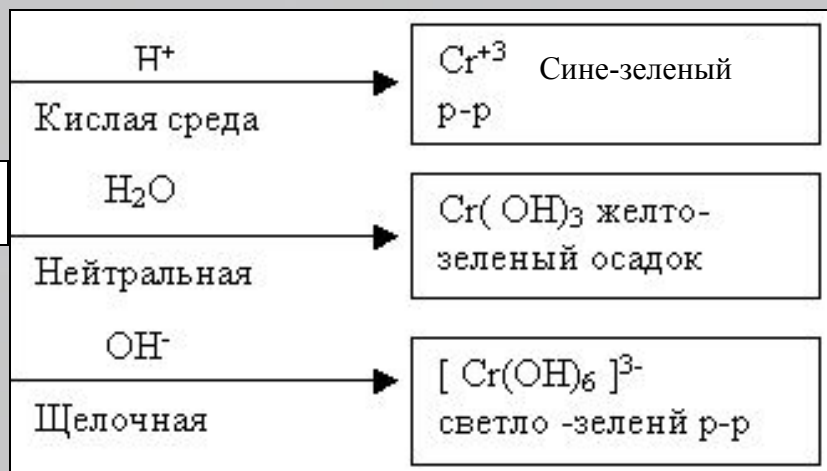 H⁺
Кислая среда
Cr⁺³ Сине-зеленый
р-р
H₂O
Нейтральная
Cr( OH)₃ желто-
зеленый осадок
OH⁻
Щелочная
[ Cr(OH)₆ ]³⁻
светло -зеленй р-р